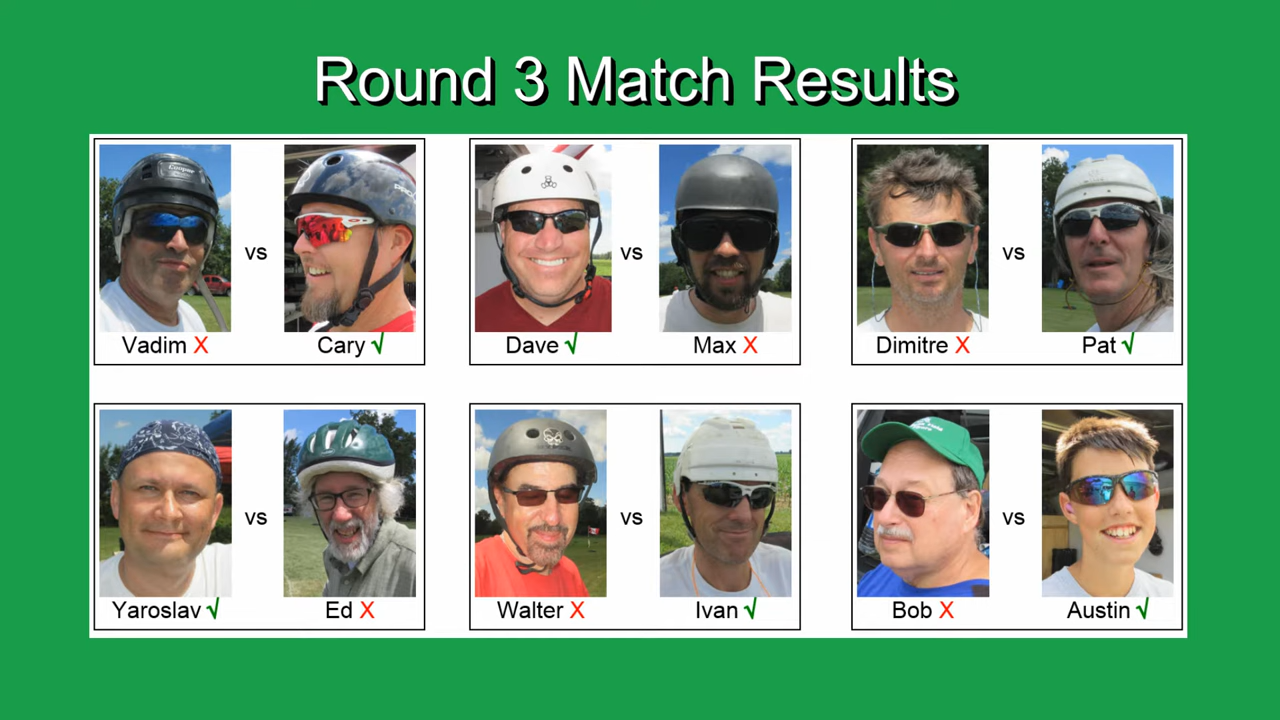 Round 3 Match Results
vs
vs
vs
Vadim X
Cary √
Dave √
Max X
Dimitre X
Pat √
vs
vs
vs
Yaroslav √
Ed X
Walter X
Ivan √
Bob X
Austin √